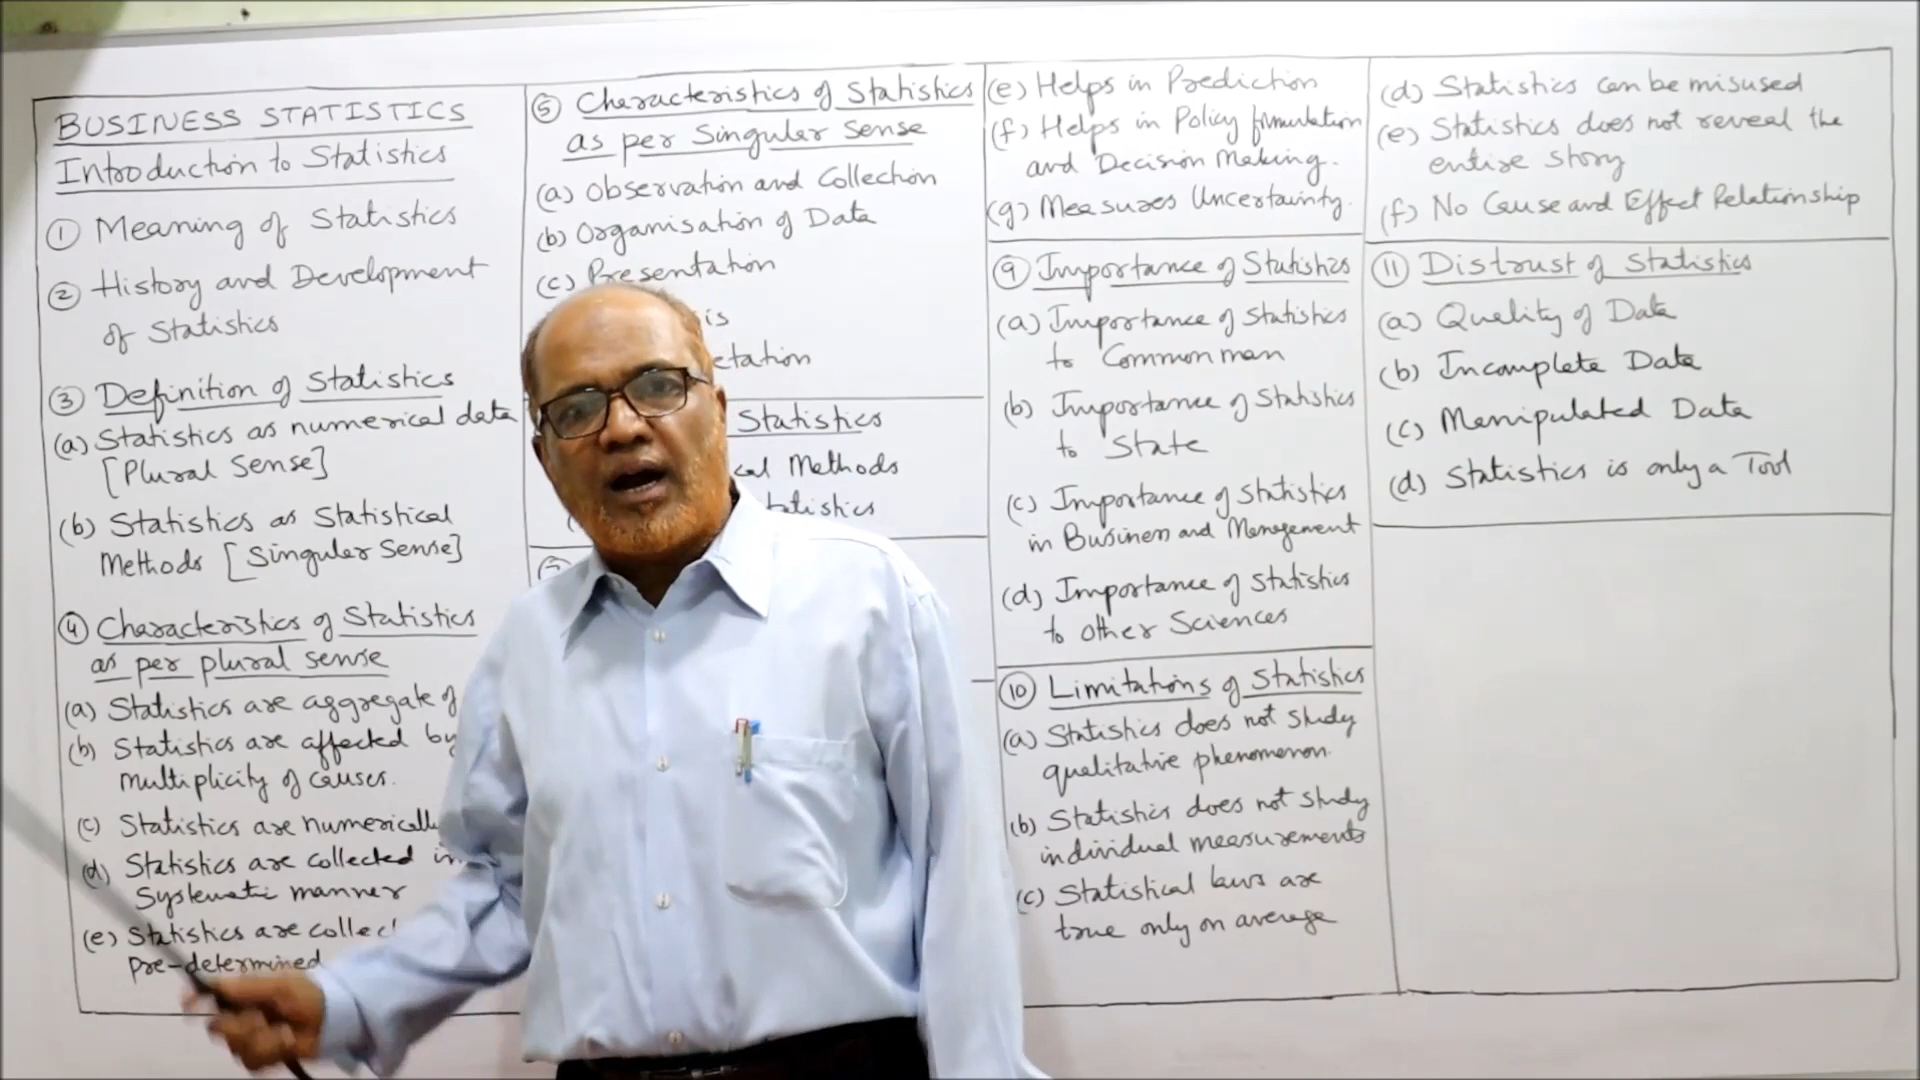 BUSINESS STATISTICS
Introduction to Statistics
① Meaning of Statistics
② History and Development
of Statistics
③ Definition of Statistics
(a) Statistics as numerical data
[Plural Sense]
(b) Statistics as Statistical
Methods [Singular Sense]
④ Characteristics of Statistics
as per plural sense
(a) Statistics are aggregate of
(b) Statistics are affected by
multiplicity of causes.
(c) Statistics are numerically
(d) Statistics are collected in
Systematic manner
(e) Statistics are
Pre-determined
⑤ Characteristics of Statistics
as per Singular Sense
(a) Observation and Collection
(b) Organisation of Data
(c) Presentation
Statistics
Methods
(e) Helps in Prediction
(f) Helps in Policy formulation
and Decision Making.
(g) Measures Uncertainty.
⑨ Importance of Statistics
(a) Importance of Statistics
to Common man
(b) Importance of Statistics
to State
(c) Importance of Statistics
in Business and Management
(d) Importance of Statistics
to other Sciences
⑩ Limitations of Statistics
(a) Statistics does not study
qualitative phenomenon.
(b) Statistics does not study
individual measurements
(c) Statistical laws are
true only on average
(d) Statistics can be misused
(e) Statistics does not reveal the
entire story
(f) No Cause and Effect Relationship
⑪ Distrust of Statistics
(a) Quality of Data
(b) Incomplete Data
(c) Manipulated Data
(d) Statistics is only a Tool